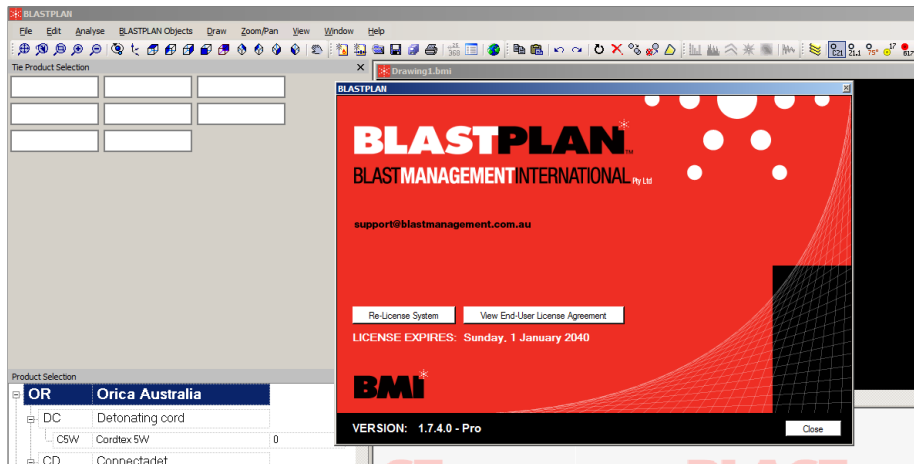 BLASTPLAN
File Edit Analyse BLASTPLAN Objects Draw Zoom/Pan View Window Help
Tie Product Selection
Drawing1.bmi
BLASTPLAN
BLASTPLAN
BLASTMANAGEMENTINTERNATIONAL Pty Ltd
support@blastmanagement.com.au
Re-License System View End-User License Agreement
LICENSE EXPIRES: Sunday, 1 January 2040
BMi
VERSION: 1.7.4.0 - Pro
Close
Product Selection
OR Orica Australia
DC Detonating cord
C5W Cordtex 5W 0
CD Connectadet